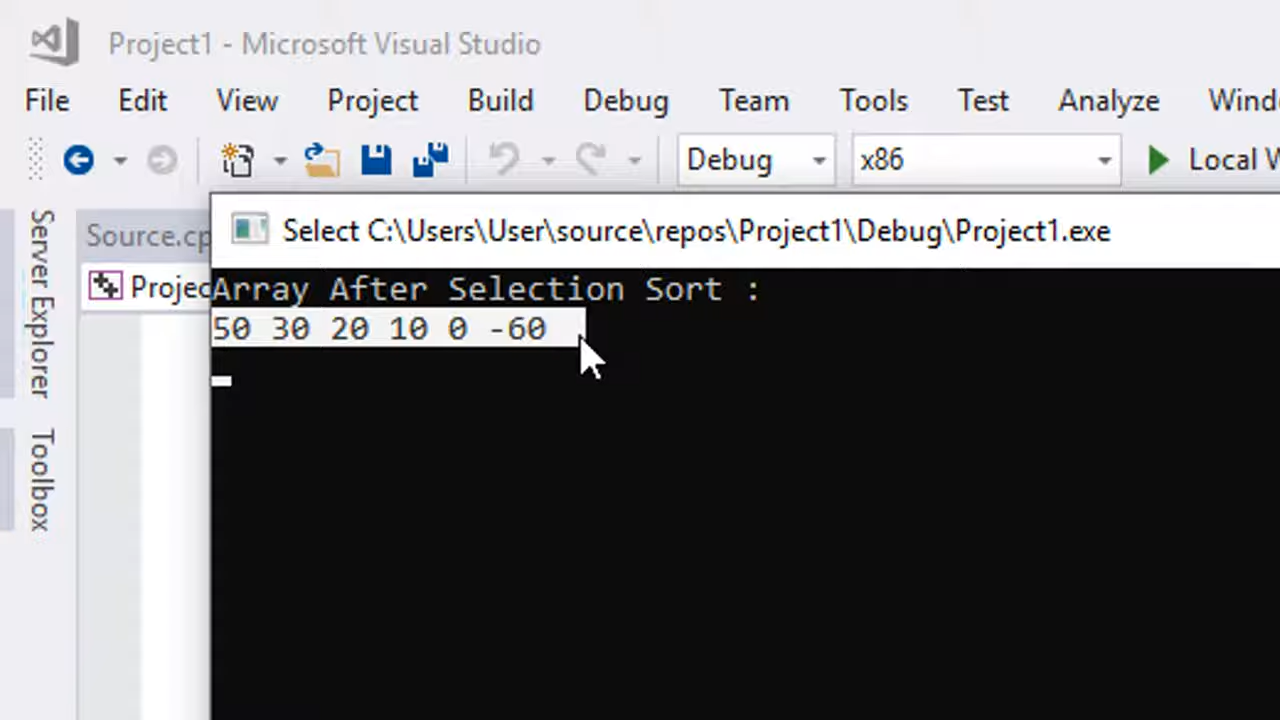 Project1 - Microsoft Visual Studio
File Edit View Project Build Debug Team Tools Test Analyze
Debug x86 Local
Server Explorer
Toolbox
Select C:\Users\User\source\repos\Project1\Debug\Project1.exe
Array After Selection Sort :
50 30 20 10 0 -60